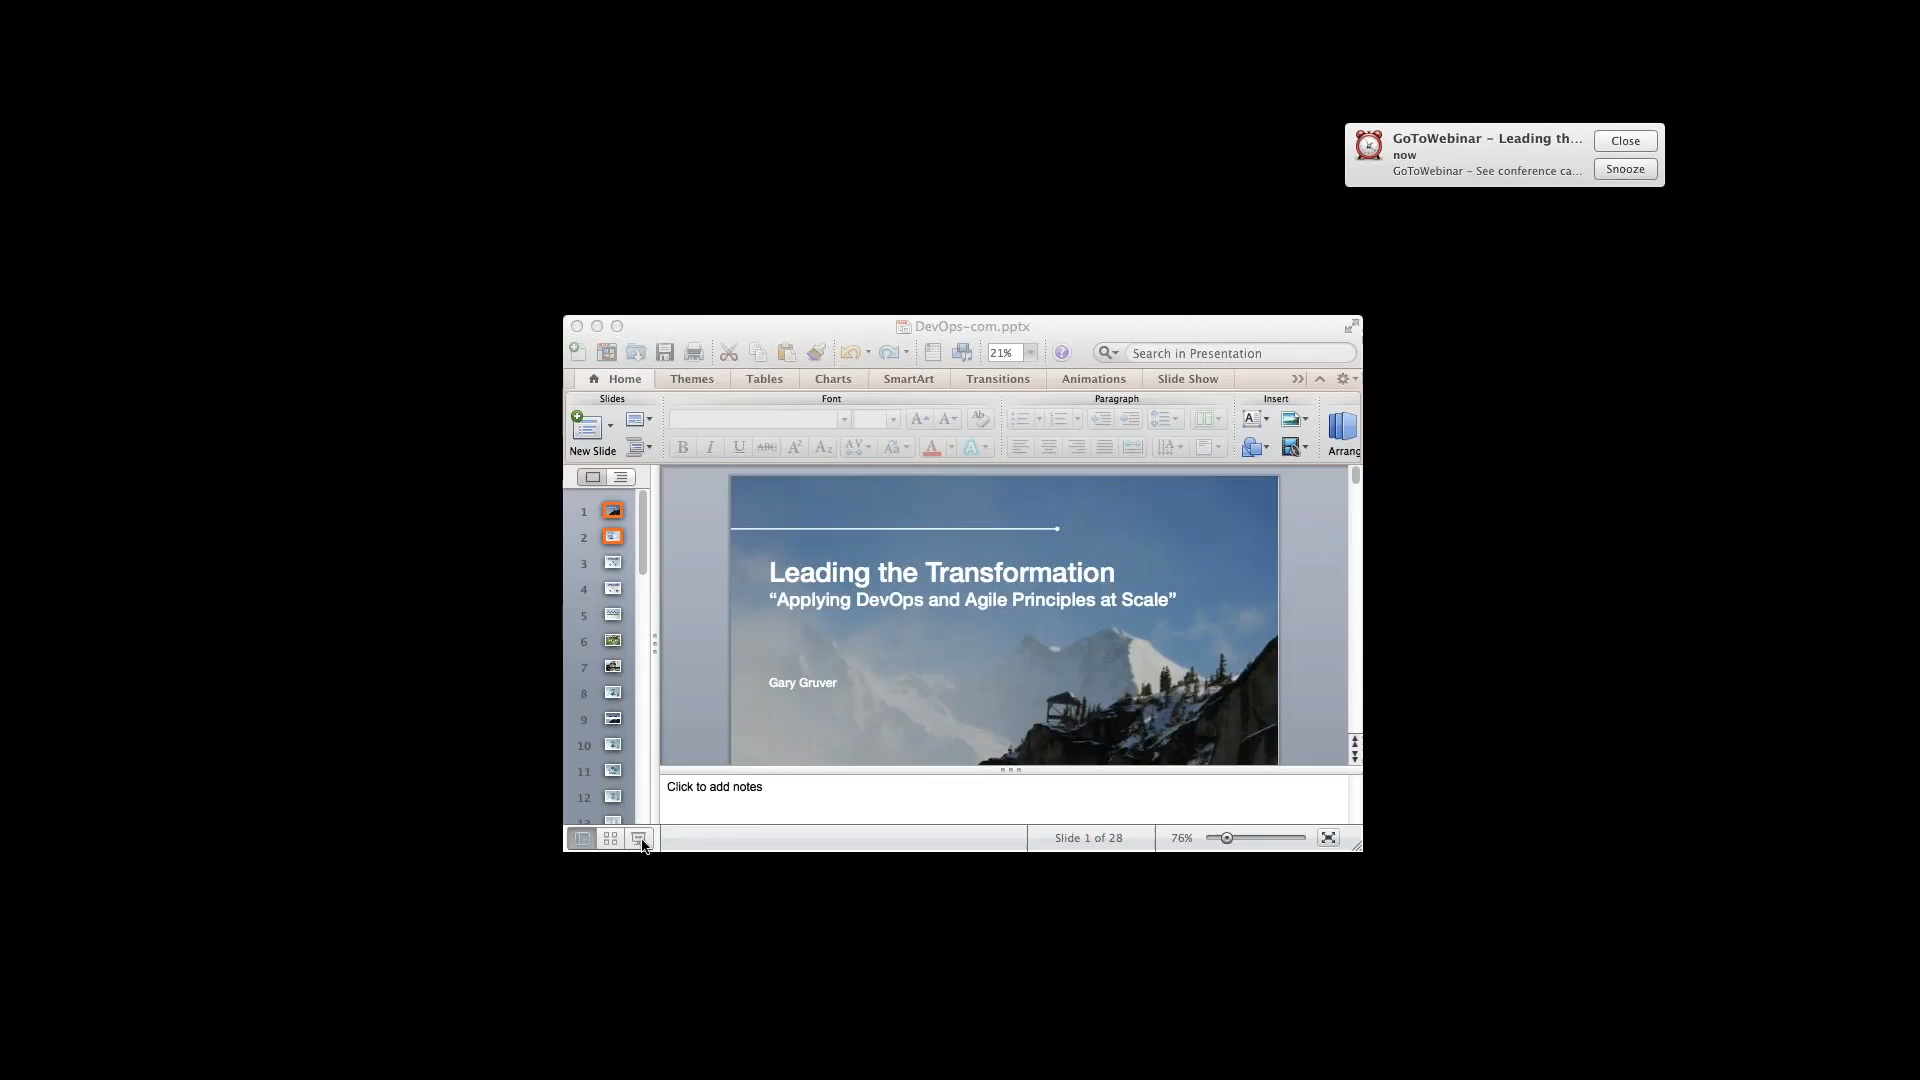 GoToWebinar – Leading th...
now
GoToWebinar – See conference ca...
Close
Snooze
DevOps-com.pptx
21%
Search in Presentation
Home
Themes
Tables
Charts
SmartArt
Transitions
Animations
Slide Show
Slides
Font
Paragraph
Insert
New Slide
Arrang
1
2
3
4
5
6
7
8
9
10
11
12
13
Leading the Transformation
“Applying DevOps and Agile Principles at Scale”
Gary Gruver
Click to add notes
Slide 1 of 28
76%